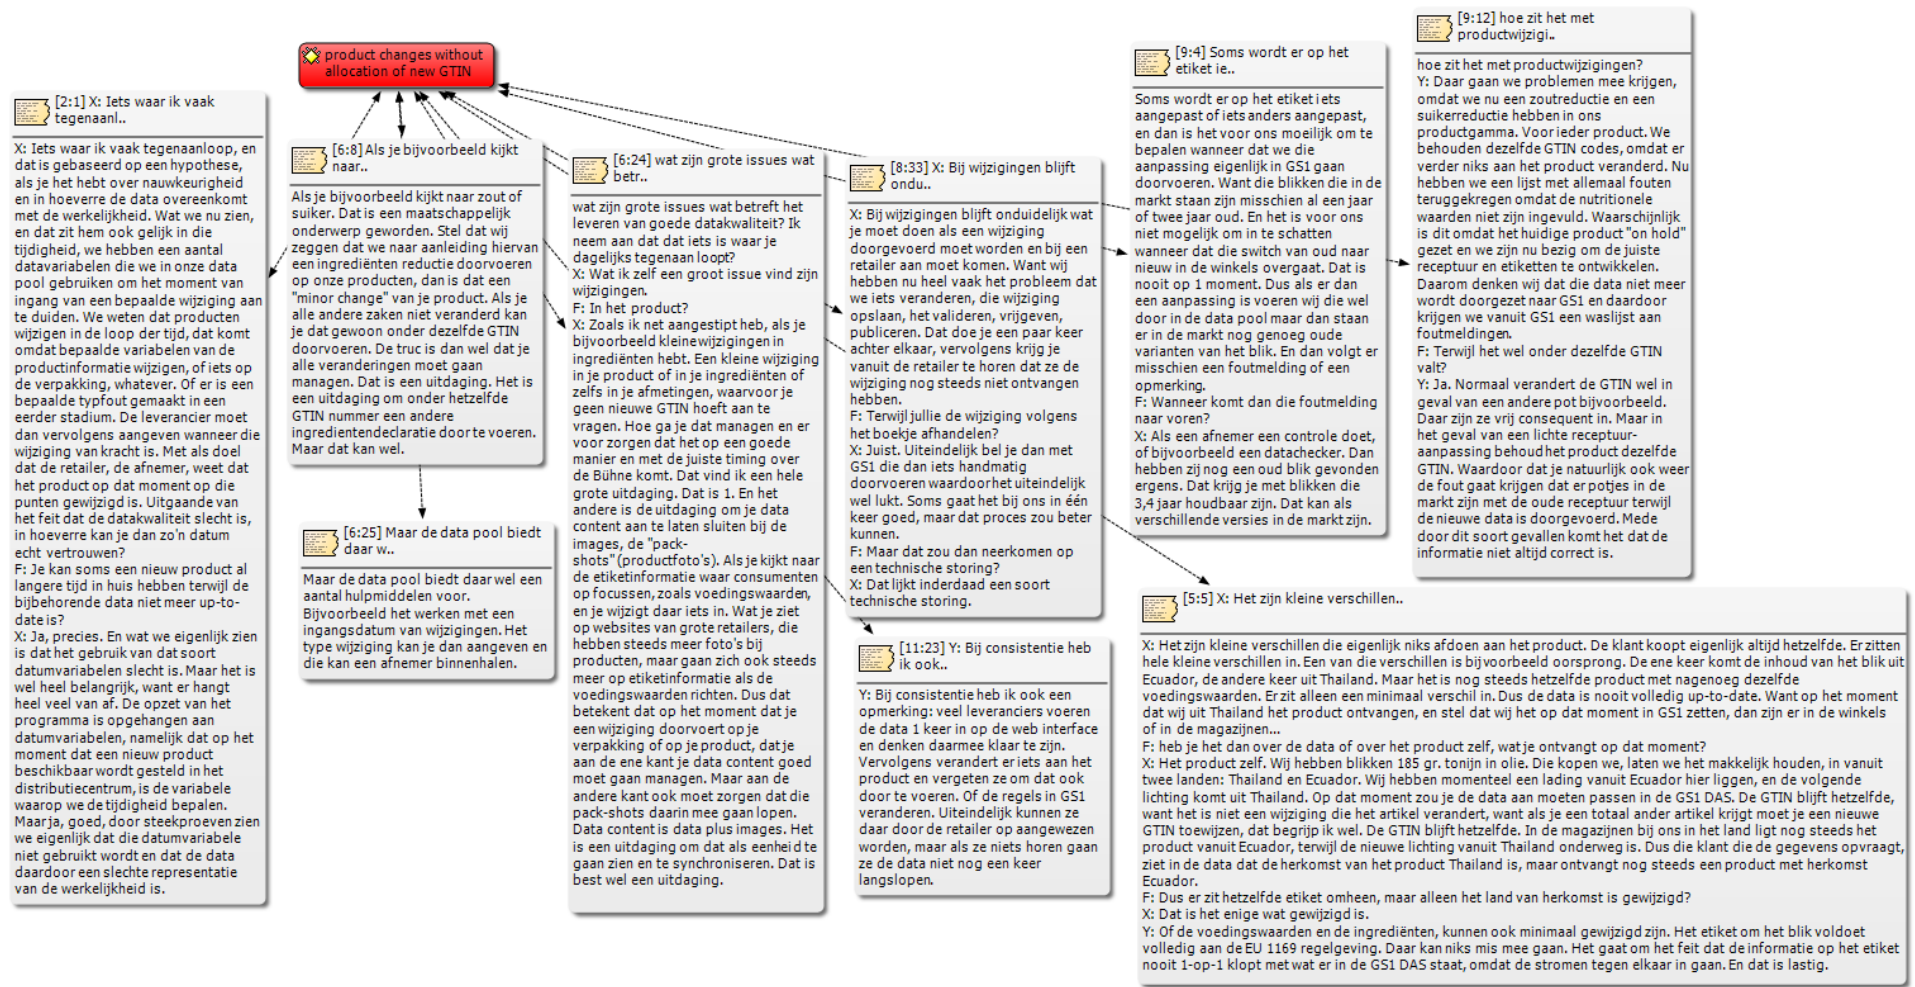 product changes without
allocation of new GTIN
[2:1] X: Iets waar ik vaak
tegenaanl..
X: Iets waar ik vaak tegenaanloop, en
dat is gebaseerd op een hypothese,
als je het hebt over nauwkeurigheid
en in hoeverre de data overeenkomt
met de werkelijkheid. Wat we nu zien,
en dat zit hem ook gelijk in die
tijdigheid, we hebben een aantal
datavariabelen die we in onze data
pool gebruiken om het moment van
ingang van een bepaalde wijziging aan
te duiden. We weten dat producten
wijzigen in de loop der tijd, dat komt
omdat bepaalde variabelen van de
productinformatie wijzigen, of iets op
de verpakking, whatever. Of er is een
bepaalde typfout gemaakt in een
eerder stadium. De leverancier moet
dan vervolgens aangeven wanneer die
wijziging van kracht is. Met als doel
dat de retailer, de afnemer, weet dat
het product op dat moment op die
punten gewijzigd is. Uitgaande van
het feit dat de datakwaliteit slecht is,
in hoeverre kan je dan zo'n datum
echt vertrouwen?
F: Je kan soms een nieuw product al
langere tijd in huis hebben terwijl de
bijbehorende data niet meer up-to-
date is?
X: Ja, precies. En wat we eigenlijk zien
is dat het gebruik van dat soort
datumvariabelen slecht is. Maar het is
wel heel belangrijk, want er hangt
heel veel van af. De opzet van het
programma is opgehangen aan
datumvariabelen, namelijk dat op het
moment dat een nieuw product
beschikbaar wordt gesteld in het
distributiecentrum, is de variabele
waarop we de tijdigheid bepalen.
Maar ja, goed, door steekproeven zien
we eigenlijk dat die datumvariabele
niet gebruikt wordt en dat de data
daardoor een slechte representatie
van de werkelijkheid is.
[6:8] Als je bijvoorbeeld kijkt
naar..
Als je bijvoorbeeld kijkt naar zout of
suiker. Dat is een maatschappelijk
onderwerp geworden. Stel dat wij
zeggen dat we naar aanleiding hiervan
een ingrediënten reductie doorvoeren
op onze producten, dan is dat een
"minor change" van je product. Als je
alle andere zaken niet veranderd kan
je dat gewoon onder dezelfde GTIN
doorvoeren. De truc is dan wel dat je
alle veranderingen moet gaan
managen. Dat is een uitdaging. Het is
een uitdaging om onder hetzelfde
GTIN nummer een andere
ingredientendeclaratie door te voeren.
Maar dat kan wel.
[6:25] Maar de data pool biedt
daar w..
Maar de data pool biedt daar wel een
aantal hulpmiddelen voor.
Bijvoorbeeld het werken met een
ingangsdatum van wijzigingen. Het
type wijziging kan je dan aangeven en
die kan een afnemer binnenhalen.
[6:24] wat zijn grote issues wat
betr..
wat zijn grote issues wat betreft het
leveren van goede datakwaliteit? Ik
neem aan dat dat iets is waar je
dagelijks tegenaan loopt?
X: Wat ik zelf een groot issue vind zijn
wijzigingen.
F: In het product?
X: Zoals ik net aangestipt heb, als je
bijvoorbeeld kleine wijzigingen in
ingrediënten hebt. Een kleine wijziging
in je product of in je ingrediënten of
zelfs in je afmetingen, waarvoor je
geen nieuwe GTIN hoeft aan te
vragen. Hoe ga je dat managen en er
voor zorgen dat het op een goede
manier en met de juiste timing over
de Bühne komt. Dat vind ik een hele
grote uitdaging. Dat is 1. En het
andere is de uitdaging om je data
content aan te laten sluiten bij de
images, de "pack-
shots" (productfoto's). Als je kijkt naar
de etiketinformatie waar consumenten
op focussen, zoals voedingswaarden,
en je wijzigt daar iets in. Wat je ziet
op websites van grote retailers, die
hebben steeds meer foto's bij
producten, maar gaan zich ook steeds
meer op etiketinformatie als de
voedingswaarden richten. Dus dat
betekent dat op het moment dat je
een wijziging doorvoert op je
verpakking of op je product, dat je
aan de ene kant je data content goed
moet gaan managen. Maar aan de
andere kant ook moet zorgen dat die
pack-shots daarin mee gaan lopen.
Data content is data plus images. Het
is een uitdaging om dat als eenheid te
gaan zien en te synchroniseren. Dat is
best wel een uitdaging.
[8:33] X: Bij wijzigingen blijft
ondu..
X: Bij wijzigingen blijft onduidelijk wat
je moet doen als een wijziging
doorgevoerd moet worden en bij een
retailer aan moet komen. Want wij
hebben nu heel vaak het probleem dat
we iets veranderen, die wijziging
opslaan, het valideren, vrijgeven,
publiceren. Dat doe je een paar keer
achter elkaar, vervolgens krijg je
vanuit de retailer te horen dat ze de
wijziging nog steeds niet ontvangen
hebben.
F: Terwijl jullie de wijziging volgens
het boekje afhandelen?
X: Juist. Uiteindelijk bel je dan met
GS1 die dan iets handmatig
doorvoeren waardoor het uiteindelijk
wel lukt. Soms gaat het bij ons in één
keer goed, maar dat proces zou beter
kunnen.
F: Maar dat zou dan neerkomen op
een technische storing?
X: Dat lijkt inderdaad een soort
technische storing.
[11:23] Y: Bij consistentie heb
ik ook..
Y: Bij consistentie heb ik ook een
opmerking: veel leveranciers voeren
de data 1 keer in op de web interface
en denken daarmee klaar te zijn.
Vervolgens verandert er iets aan het
product en vergeten ze om dat ook
door te voeren. Of de regels in GS1
veranderen. Uiteindelijk kunnen ze
daar door de retailer op aangewezen
worden, maar als ze niets horen gaan
ze de data niet nog een keer
langslopen.
[9:4] Soms wordt er op het
etiket ie..
Soms wordt er op het etiket iets
aangepast of iets anders aangepast,
en dan is het voor ons moeilijk om te
bepalen wanneer dat we die
aanpassing eigenlijk in GS1 gaan
doorvoeren. Want die blikken die in de
markt staan zijn misschien al een jaar
of twee jaar oud. En het is voor ons
niet mogelijk om in te schatten
wanneer dat die switch van oud naar
nieuw in de winkels overgaat. Dat is
nooit op 1 moment. Dus als er dan
een aanpassing is voeren wij die wel
door in de data pool maar dan staan
er in de markt nog genoeg oude
varianten van het blik. En dan volgt er
misschien een foutmelding of een
opmerking.
F: Wanneer komt dan die foutmelding
naar voren?
X: Als een afnemer een controle doet,
of bijvoorbeeld een datachecker. Dan
hebben zij nog een oud blik gevonden
ergens. Dat krijg je met blikken die
3,4 jaar houdbaar zijn. Dat kan als
verschillende versies in de markt zijn.
[9:12] hoe zit het met
productwijzigi..
hoe zit het met productwijzigingen?
Y: Daar gaan we problemen mee krijgen,
omdat we nu een zoutreductie en een
suikerreductie hebben in ons
productgamma. Voor ieder product. We
behouden dezelfde GTIN codes, omdat er
verder niks aan het product veranderd. Nu
hebben we een lijst met allemaal fouten
teruggekregen omdat de nutritionele
waarden niet zijn ingevuld. Waarschijnlijk
is dit omdat het huidige product "on hold"
gezet en we zijn nu bezig om de juiste
receptuur en etiketten te ontwikkelen.
Daarom denken wij dat die data niet meer
wordt doorgezet naar GS1 en daardoor
krijgen we vanuit GS1 een waslijst aan
foutmeldingen.
F: Terwijl het wel onder dezelfde GTIN
valt?
Y: Ja. Normaal verandert de GTIN wel in
geval van een andere pot bijvoorbeeld.
Daar zijn ze vrij consequent in. Maar in
het geval van een lichte receptuur-
aanpassing behoud het product dezelfde
GTIN. Waardoor dat je natuurlijk ook weer
de fout gaat krijgen dat er potjes in de
markt zijn met de oude receptuur terwijl
de nieuwe data is doorgevoerd. Mede
door dit soort gevallen komt het dat de
informatie niet altijd correct is.
[5:5] X: Het zijn kleine verschillen..
X: Het zijn kleine verschillen die eigenlijk niks afdoen aan het product. De klant koopt eigenlijk altijd hetzelfde. Er zitten
hele kleine verschillen in. Een van die verschillen is bijvoorbeeld oorsprong. De ene keer komt de inhoud van het blik uit
Ecuador, de andere keer uit Thailand. Maar het is nog steeds hetzelfde product met nagenoeg dezelfde
voedingswaarden. Er zit alleen een minimaal verschil in. Dus de data is nooit volledig up-to-date. Want op het moment
dat wij uit Thailand het product ontvangen, en stel dat wij het op dat moment in GS1 zetten, dan zijn er in de winkels
of in de magazijnen...
F: heb je het dan over de data of over het product zelf, wat je ontvangt op dat moment?
X: Het product zelf. Wij hebben blikken 185 gr. tonijn in olie. Die kopen we, laten we het makkelijk houden, in vanuit
twee landen: Thailand en Ecuador. Wij hebben momenteel een lading vanuit Ecuador hier liggen, en de volgende
lichting komt uit Thailand. Op dat moment zou je de data aan moeten passen in de GS1 DAS. De GTIN blijft hetzelfde,
want het is niet een wijziging die het artikel verandert, want als je een totaal ander artikel krijgt moet je een nieuwe
GTIN toewijzen, dat begrijp ik wel. De GTIN blijft hetzelfde. In de magazijnen bij ons in het land ligt nog steeds het
product vanuit Ecuador, terwijl de nieuwe lichting vanuit Thailand onderweg is. Dus die klant die de gegevens opvraagt,
ziet in de data dat de herkomst van het product Thailand is, maar ontvangt nog steeds een product met herkomst
Ecuador.
F: Dus er zit hetzelfde etiket omheen, maar alleen het land van herkomst is gewijzigd?
X: Dat is het enige wat gewijzigd is.
Y: Of de voedingswaarden en de ingrediënten, kunnen ook minimaal gewijzigd zijn. Het etiket om het blik voldoet
volledig aan de EU 1169 regelgeving. Daar kan niks mis mee gaan. Het gaat om het feit dat de informatie op het etiket
nooit 1-op-1 klopt met wat er in de GS1 DAS staat, omdat de stromen tegen elkaar in gaan. En dat is lastig.